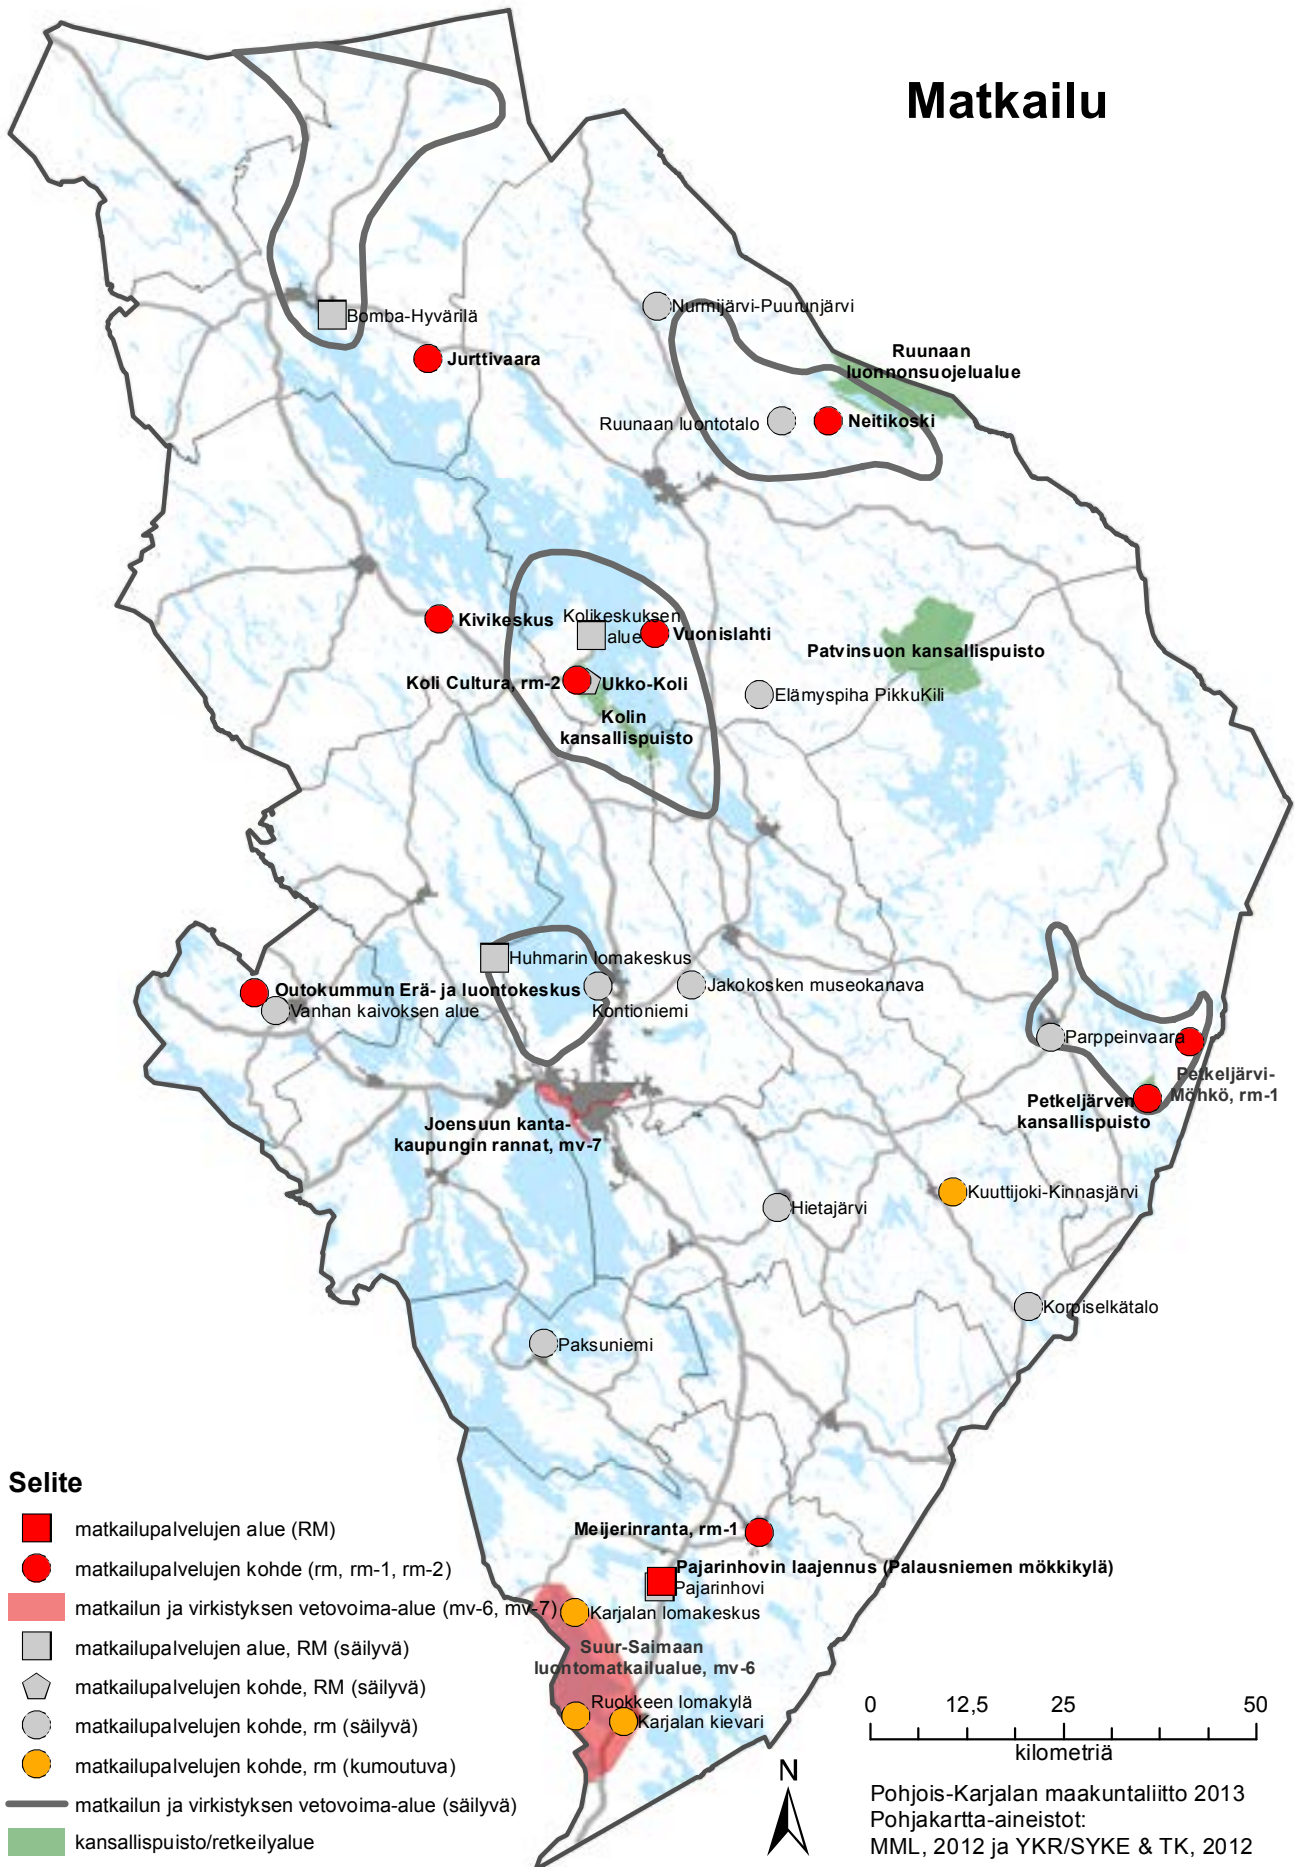 Matkailu
Bomba-Hyvärilä
Nurmijärvi-Puurunjärvi
Jurttivaara
Ruunaan
luonnonsuojelualue
Ruunaan luontotalo
Neitikoski
Kivikeskus
Kolikeskuksen
alue
Vuonislahti
Patvinsuon kansallispuisto
Koli Cultura, rm-2
Ukko-Koli
Elämyspiha PikkuKili
Kolin
kansallispuisto
Huhmarin lomakeskus
Outokummun Erä- ja luontokeskus
Vanhan kaivoksen alue
Kontioniemi
Jakokosken museokanava
Parppeinvaara
Petkeljärvi-
Möhkö, rm-1
Petkeljärven
kansallispuisto
Joensuun kanta-
kaupungin rannat, mv-7
Kuuttijoki-Kinnasjärvi
Hietajärvi
Korpiselkätalo
Paksuniemi
Meijerinranta, rm-1
Pajarinhovin laajennus (Palausniemen mökkikylä)
Pajarinhovi
Karjalan lomakeskus
Suur-Saimaan
luontomatkailualue, mv-6
Ruokkeen lomakylä
Karjalan kievari
Selite
matkailupalvelujen alue (RM)
matkailupalvelujen kohde (rm, rm-1, rm-2)
matkailun ja virkistyksen vetovoima-alue (mv-6, mv-7)
matkailupalvelujen alue, RM (säilyvä)
matkailupalvelujen kohde, RM (säilyvä)
matkailupalvelujen kohde, rm (säilyvä)
matkailupalvelujen kohde, rm (kumoutuva)
matkailun ja virkistyksen vetovoima-alue (säilyvä)
kansallispuisto/retkeilyalue
0 12,5 25 50
kilometriä
N
Pohjois-Karjalan maakuntaliitto 2013
Pohjakartta-aineistot:
MML, 2012 ja YKR/SYKE & TK, 2012